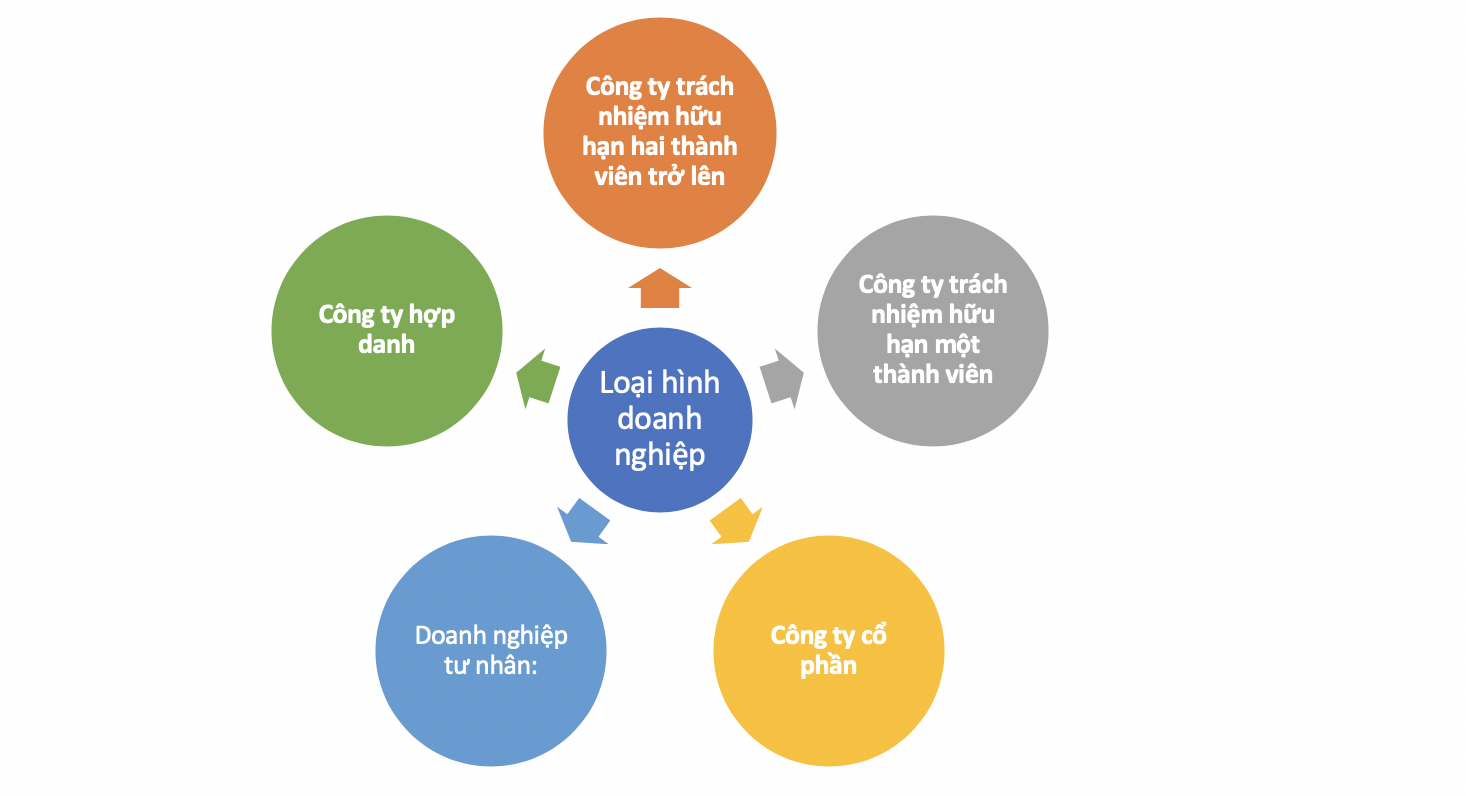 Công ty trách
nhiệm hữu
hạn hai thành
viên trở lên
Công ty trách
nhiệm hữu
hạn một
thành viên
Công ty cổ
phần
Doanh nghiệp
tư nhân:
Công ty hợp
danh
Loại hình
doanh
nghiệp